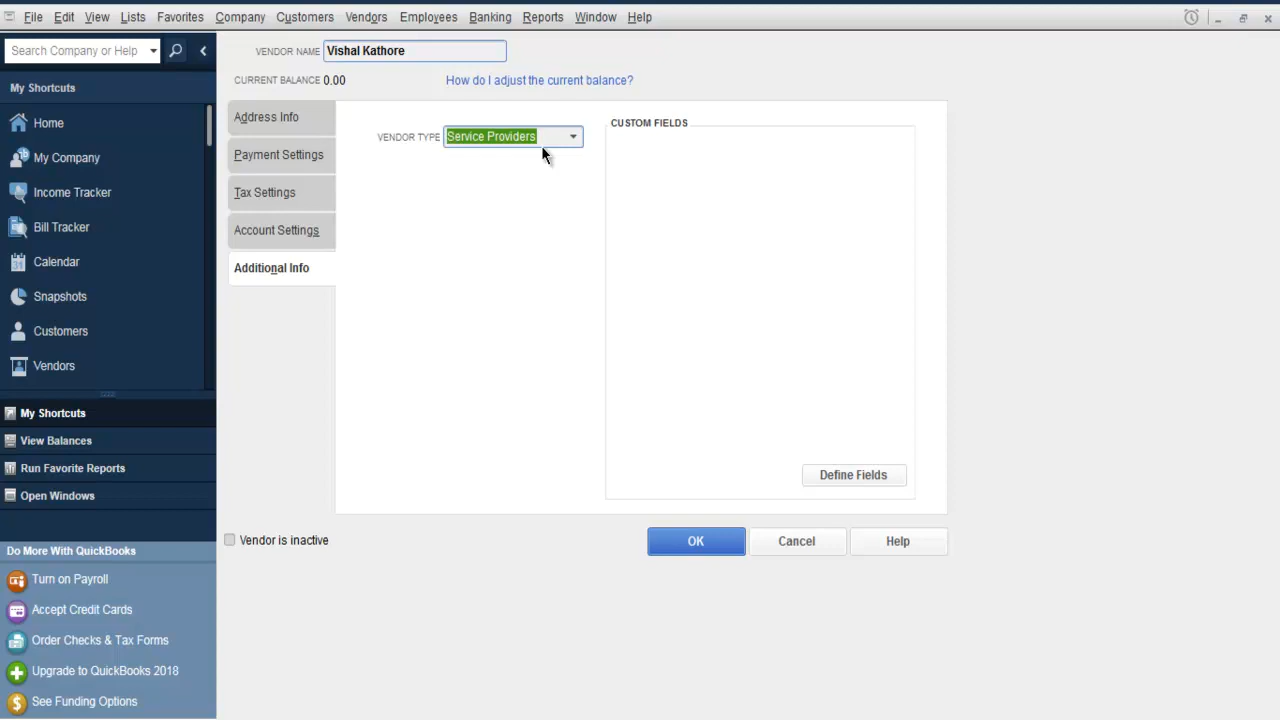 File Edit View Lists Favorites Company Customers Vendors Employees Banking Reports Window Help
Search Company or Help
My Shortcuts
Home
My Company
Income Tracker
Bill Tracker
Calendar
Snapshots
Customers
Vendors
My Shortcuts
View Balances
Run Favorite Reports
Open Windows
Do More With QuickBooks
Turn on Payroll
Accept Credit Cards
Order Checks & Tax Forms
Upgrade to QuickBooks 2018
See Funding Options
VENDOR NAME Vishal Kathore
CURRENT BALANCE 0.00 How do I adjust the current balance?
Address Info
Payment Settings
Tax Settings
Account Settings
Additional Info
VENDOR TYPE Service Providers
CUSTOM FIELDS
Define Fields
Vendor is inactive
OK Cancel Help